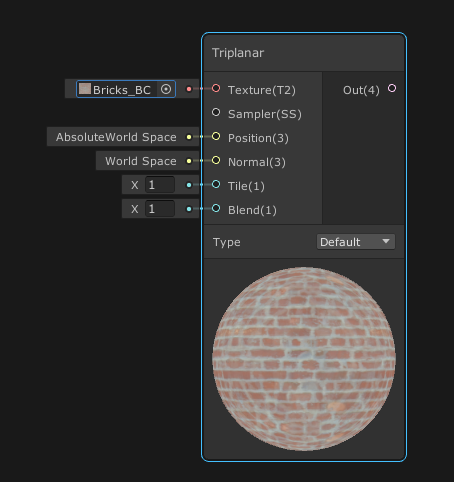 Triplanar
Bricks_BC
Texture(T2)
Out(4)
Sampler(SS)
AbsoluteWorld Space
Position(3)
World Space
Normal(3)
X 1
Tile(1)
X 1
Blend(1)
Type
Default